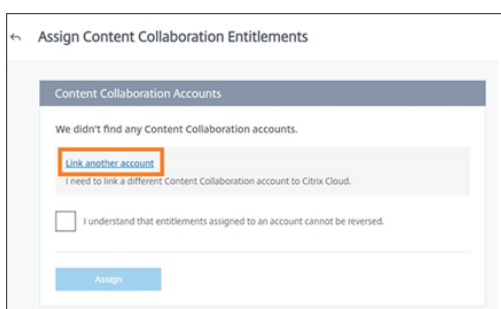 Assign Content Collaboration Entitlements
Content Collaboration Accounts
We didn't find any Content Collaboration accounts.
Link another account
I need to link a different Content Collaboration account to Citrix Cloud.
I understand that entitlements assigned to an account cannot be reversed.
Assign